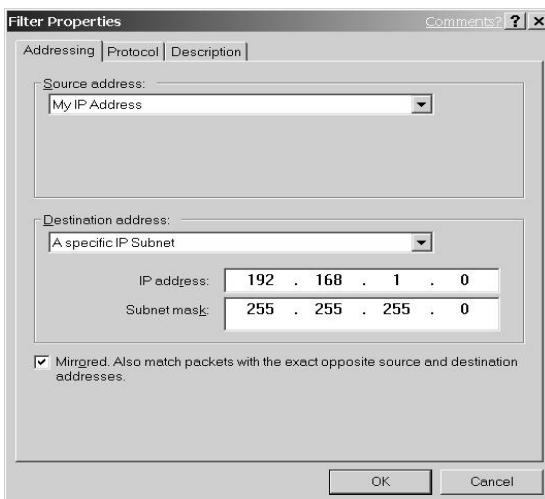 Filter Properties Comments? ? ×
Addressing Protocol Description
Source address:
My IP Address
Destination address:
A specific IP Subnet
IP address: 192 . 168 . 1 . 0
Subnet mask: 255 . 255 . 255 . 0
Mirrored. Also match packets with the exact opposite source and destination
addresses.
OK Cancel